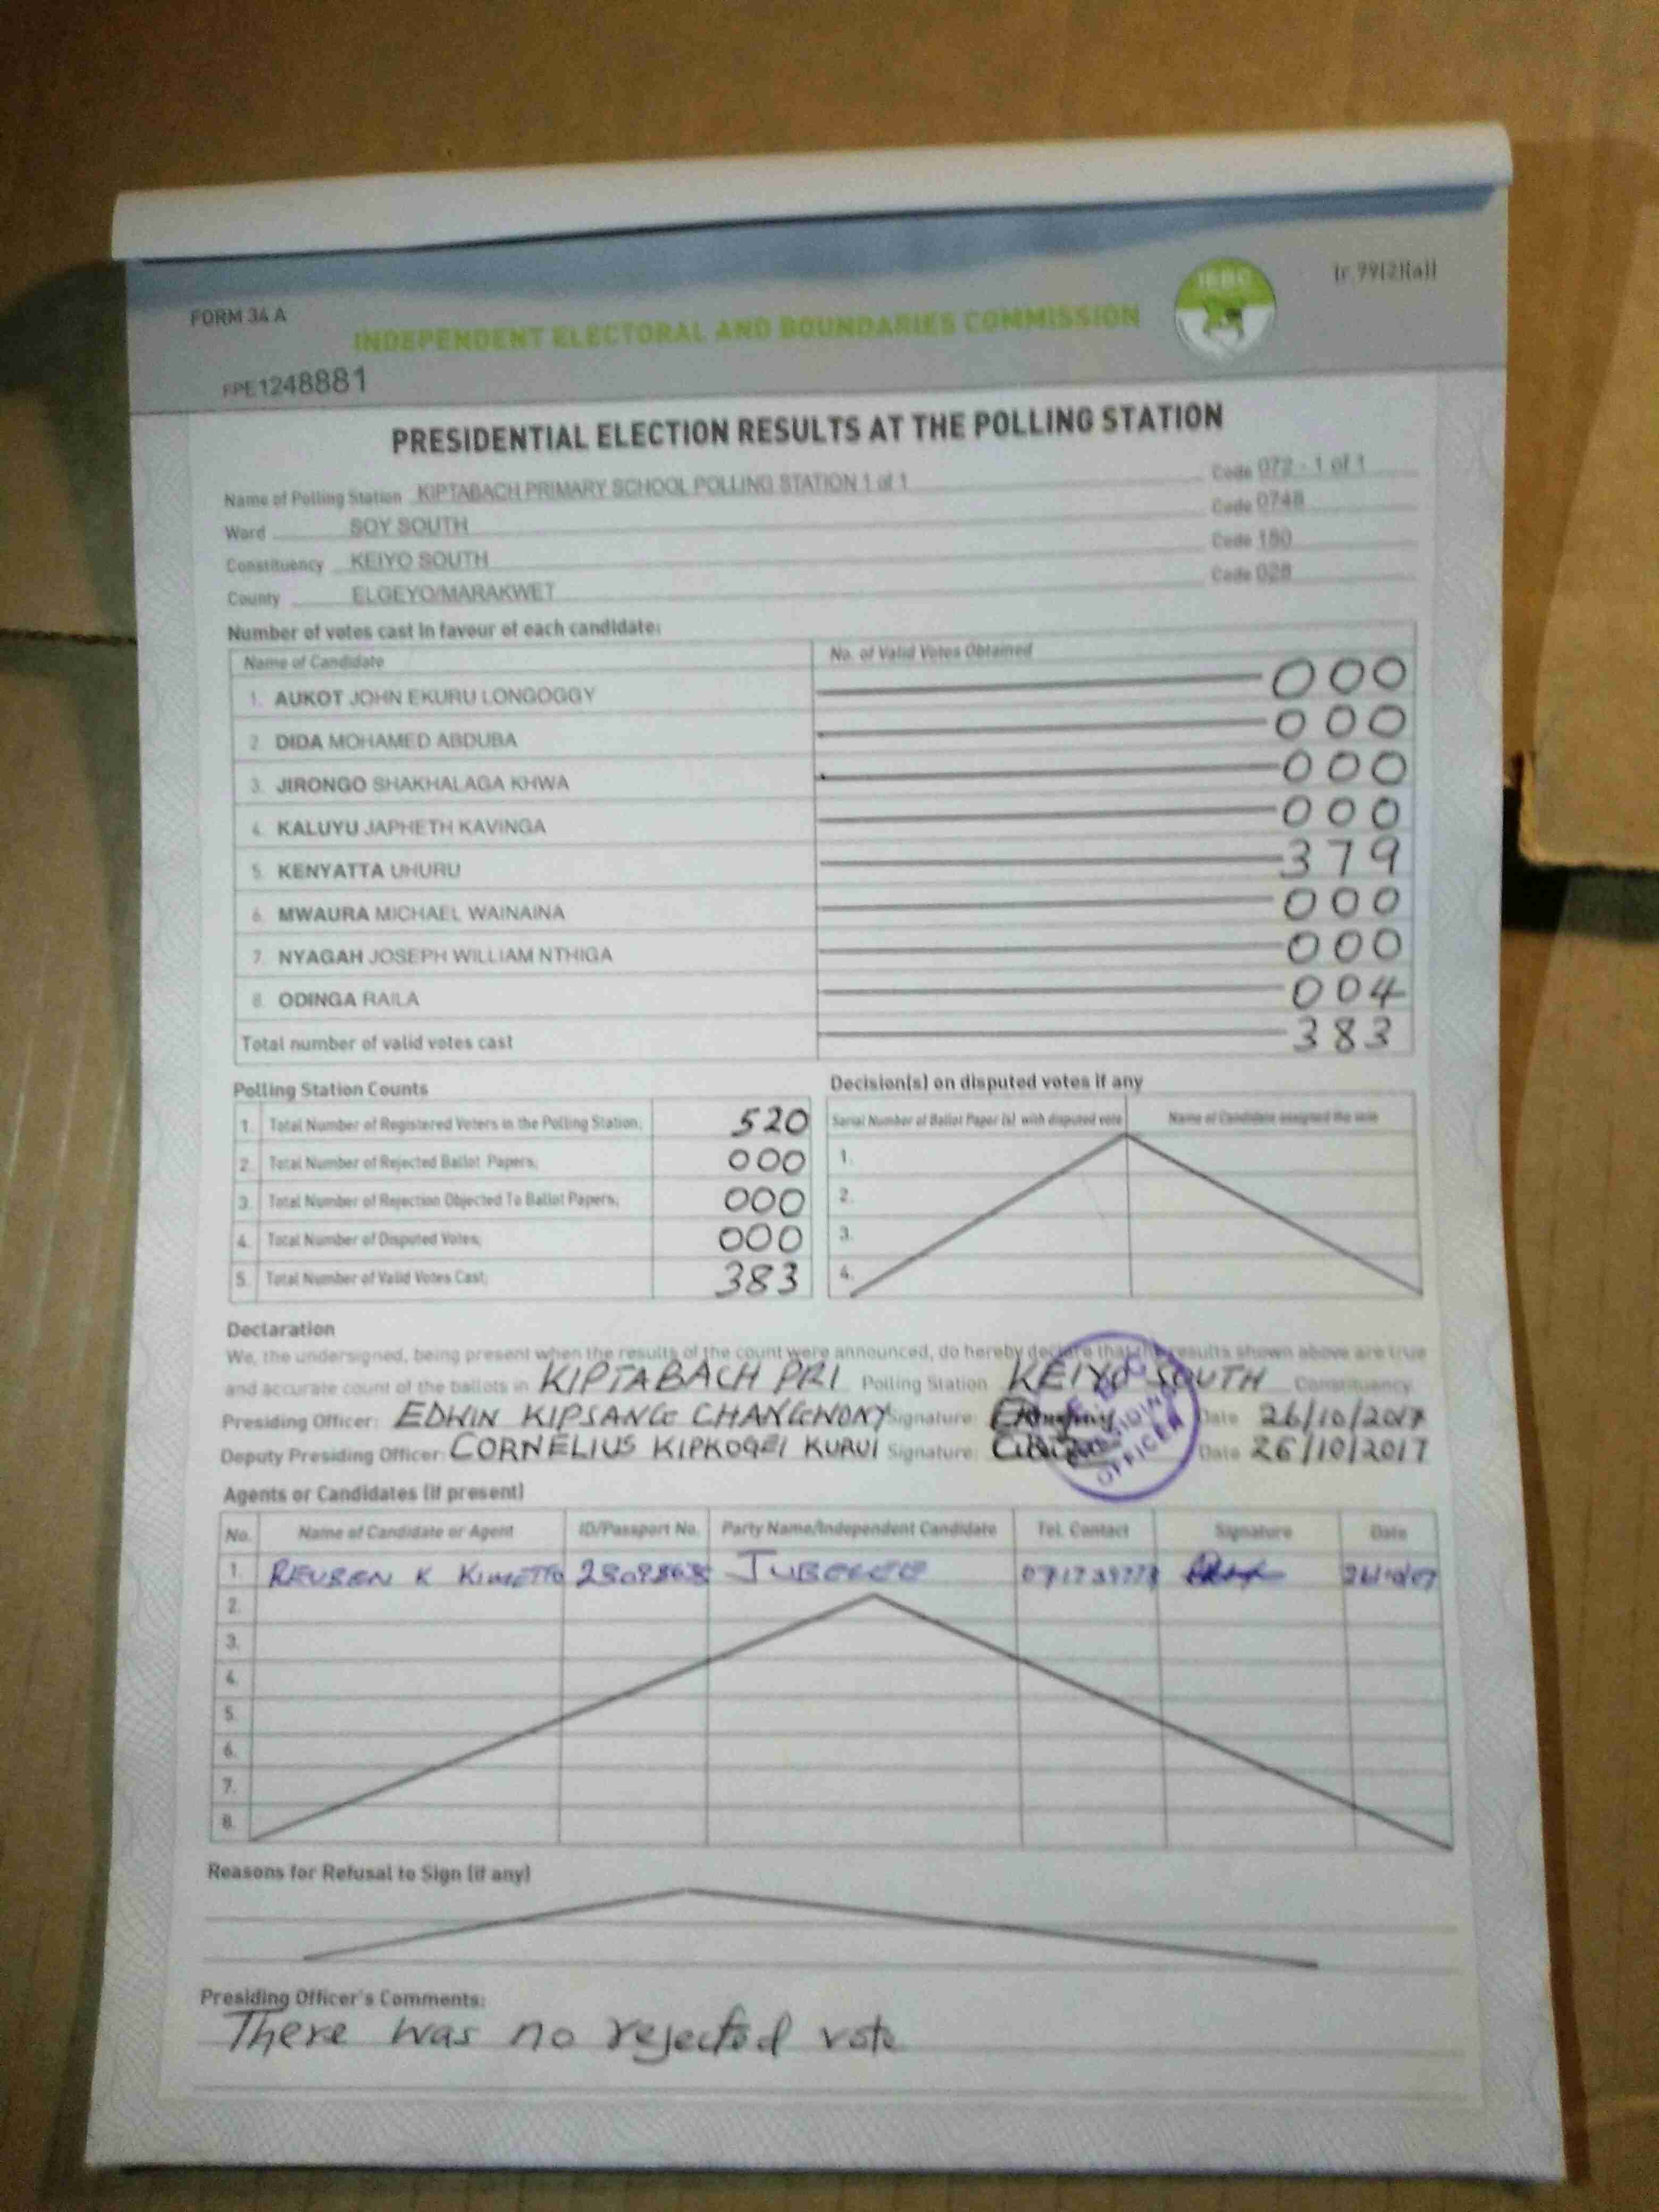 FORM 34 A
(r.99(2)(a))
IEBC
INDEPENDENT ELECTORAL AND BOUNDARIES COMMISSION
FPE1248881
PRESIDENTIAL ELECTION RESULTS AT THE POLLING STATION
Name of Polling Station KIPTABACH PRIMARY SCHOOL POLLING STATION 1 of 1 Code 072 - 1 of 1
Ward SOY SOUTH Code 0748
Constituency KEIYO SOUTH Code 150
County ELGEYO/MARAKWET Code 028
Number of votes cast in favour of each candidate:
Name of Candidate No. of Valid Votes Obtained
1. AUKOT JOHN EKURU LONGOGGY 000
2. DIDA MOHAMED ABDUBA 000
3. JIRONGO SHAKHALAGA KHWA 000
4. KALUYU JAPHETH KAVINGA 000
5. KENYATTA UHURU 379
6. MWAURA MICHAEL WAINAINA 000
7. NYAGAH JOSEPH WILLIAM NTHIGA 000
8. ODINGA RAILA 004
Total number of valid votes cast 383
Polling Station Counts
1. Total Number of Registered Voters in the Polling Station; 520
2. Total Number of Rejected Ballot Papers; 000
3. Total Number of Rejection Objected To Ballot Papers; 000
4. Total Number of Disputed Votes; 000
5. Total Number of Valid Votes Cast; 383
Decision(s) on disputed votes if any
Serial Number of Ballot Paper (s) with disputed vote Name of Candidate assigned the vote
1.
2.
3.
4.
Declaration
We, the undersigned, being present when the results of the count were announced, do hereby declare that the results shown above are true
and accurate count of the ballots in KIPTABACH PRI Polling Station KEIYO SOUTH Constituency
Presiding Officer: EDWIN KIPSANG CHANGWONY Signature: Date 26/10/2017
Deputy Presiding Officer: CORNELIUS KIPKOGEI KURUI Signature: Date 26/10/2017
PRESIDING OFFICER
Agents or Candidates (if present)
No. Name of Candidate or Agent ID/Passport No. Party Name/Independent Candidate Tel. Contact Signature Date
1. REUBEN K JUBILEE
2.
3.
4.
5.
6.
7.
8.
Reasons for Refusal to Sign (if any)
Presiding Officer's Comments:
There was no rejected vote